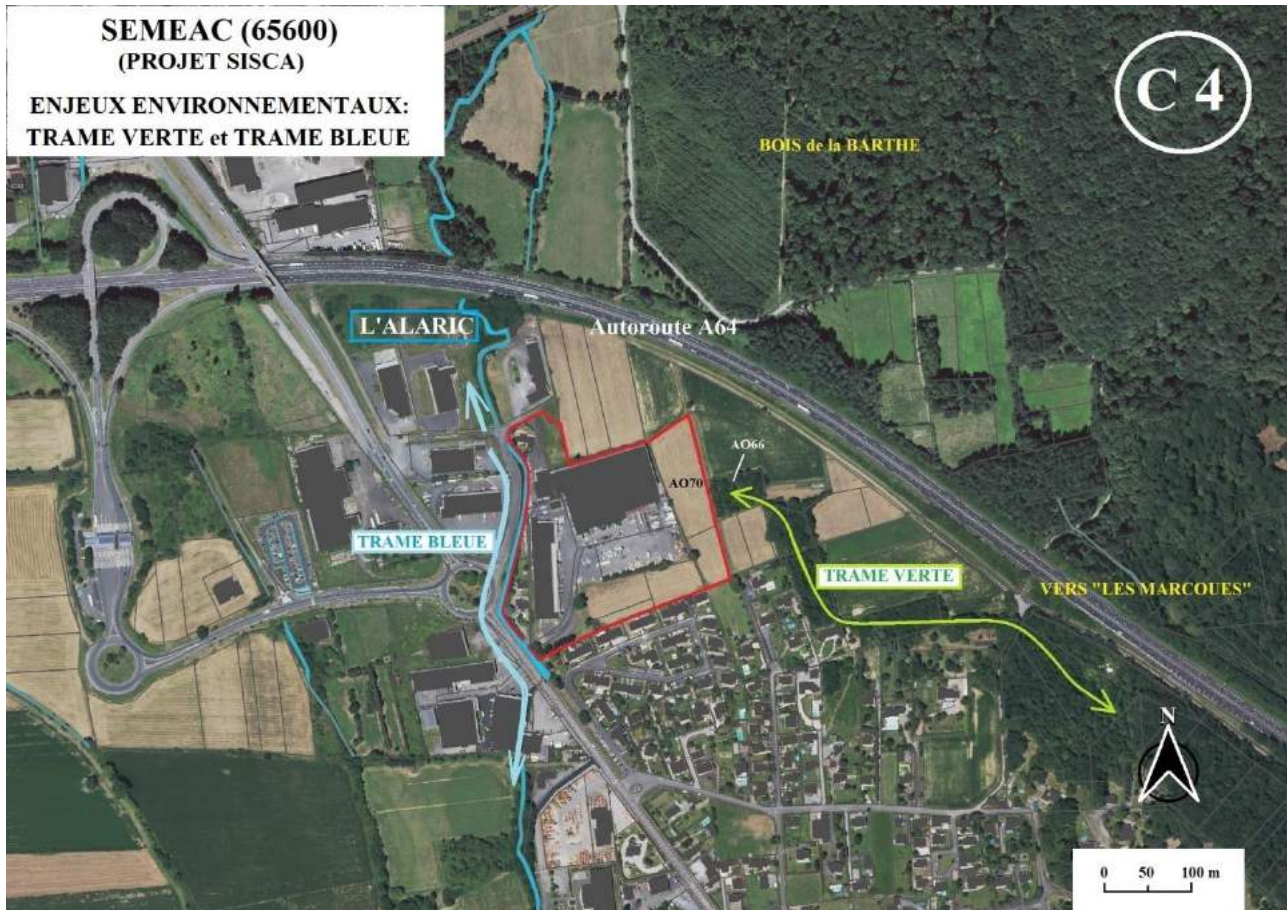 SEMEAC (65600)
(PROJET SISCA)
ENJEUX ENVIRONNEMENTAUX:
TRAME VERTE et TRAME BLEUE
C 4
BOIS de la BARTHE
L'ALARIC
Autoroute A64
AO66
AO70
TRAME BLEUE
TRAME VERTE
VERS "LES MARCOUES"
N
0 50 100 m